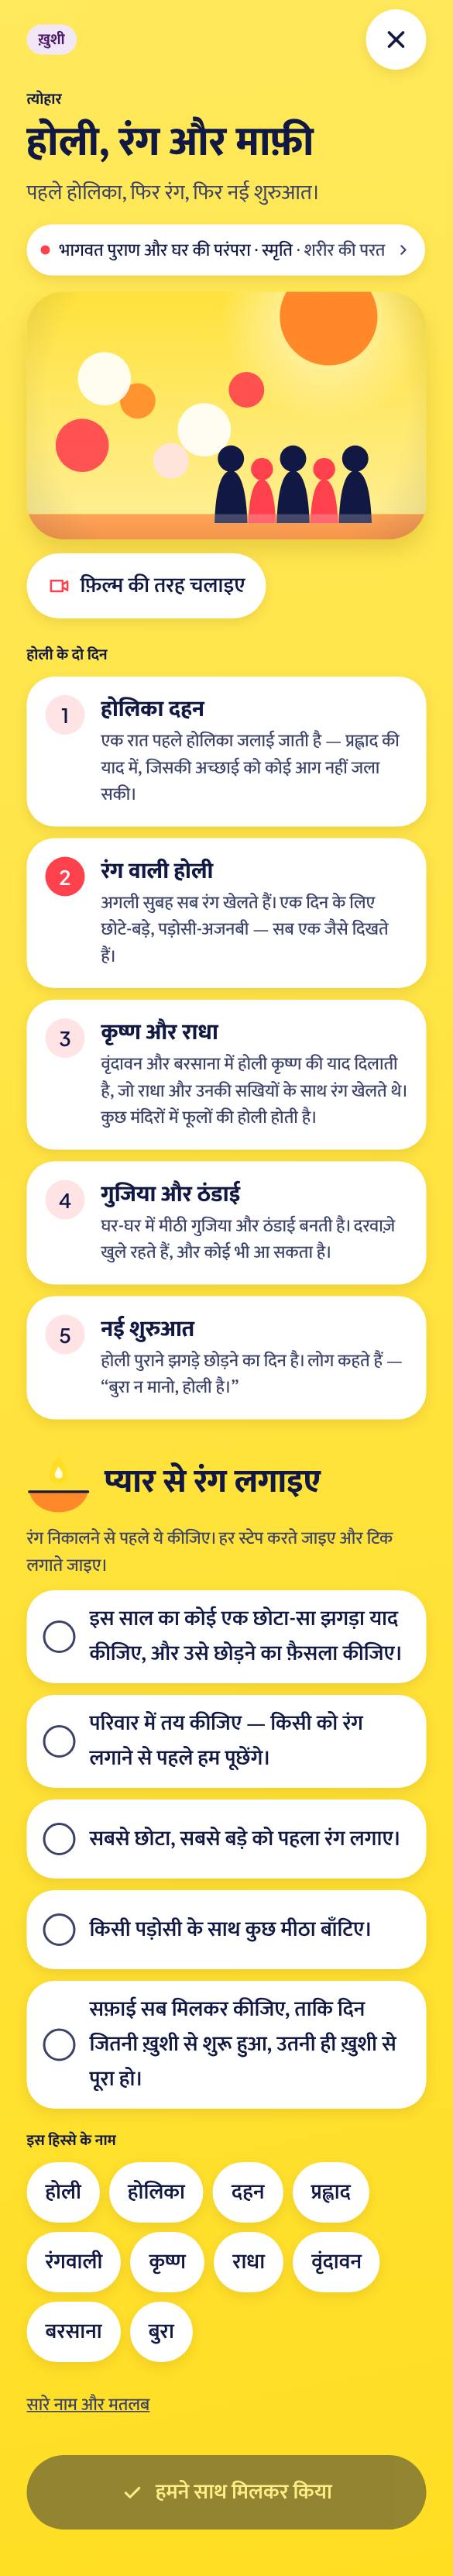 ख़ुशी
त्योहार
होली, रंग और माफ़ी
पहले होलिका, फिर रंग, फिर नई शुरुआत।
भागवत पुराण और घर की परंपरा · स्मृति · शरीर की परत
फ़िल्म की तरह चलाइए
होली के दो दिन
1
होलिका दहन
एक रात पहले होलिका जलाई जाती है — प्रह्लाद की
याद में, जिसकी अच्छाई को कोई आग नहीं जला
सकी।
2
रंग वाली होली
अगली सुबह सब रंग खेलते हैं। एक दिन के लिए
छोटे-बड़े, पड़ोसी-अजनबी — सब एक जैसे दिखते
हैं।
3
कृष्ण और राधा
वृंदावन और बरसाना में होली कृष्ण की याद दिलाती
है, जो राधा और उनकी सखियों के साथ रंग खेलते थे।
कुछ मंदिरों में फूलों की होली होती है।
4
गुजिया और ठंडाई
घर-घर में मीठी गुजिया और ठंडाई बनती है। दरवाज़े
खुले रहते हैं, और कोई भी आ सकता है।
5
नई शुरुआत
होली पुराने झगड़े छोड़ने का दिन है। लोग कहते हैं —
“बुरा न मानो, होली है।”
प्यार से रंग लगाइए
रंग निकालने से पहले ये कीजिए। हर स्टेप करते जाइए और टिक
लगाते जाइए।
इस साल का कोई एक छोटा-सा झगड़ा याद
कीजिए, और उसे छोड़ने का फ़ैसला कीजिए।
परिवार में तय कीजिए — किसी को रंग
लगाने से पहले हम पूछेंगे।
सबसे छोटा, सबसे बड़े को पहला रंग लगाए।
किसी पड़ोसी के साथ कुछ मीठा बाँटिए।
सफ़ाई सब मिलकर कीजिए, ताकि दिन
जितनी ख़ुशी से शुरू हुआ, उतनी ही ख़ुशी से
पूरा हो।
इस हिस्से के नाम
होली होलिका दहन प्रह्लाद
रंगवाली कृष्ण राधा वृंदावन
बरसाना बुरा
सारे नाम और मतलब
हमने साथ मिलकर किया